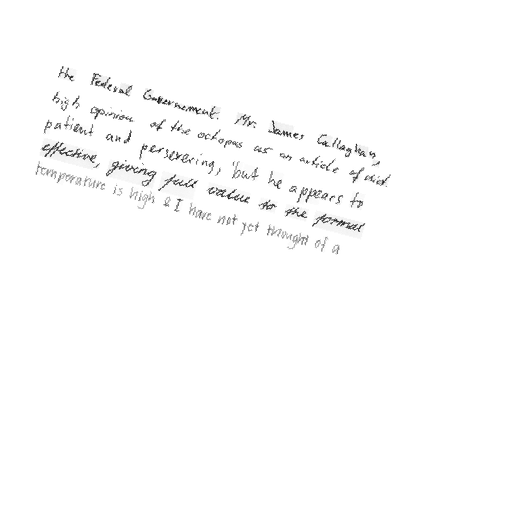 the Federal Government. Mr. James Callaghan,
high opinion of the octopus as an article of diet.
patient and persevering, "but he appears to
effective, giving full value to the formal
temperature is high & I have not yet thought of a